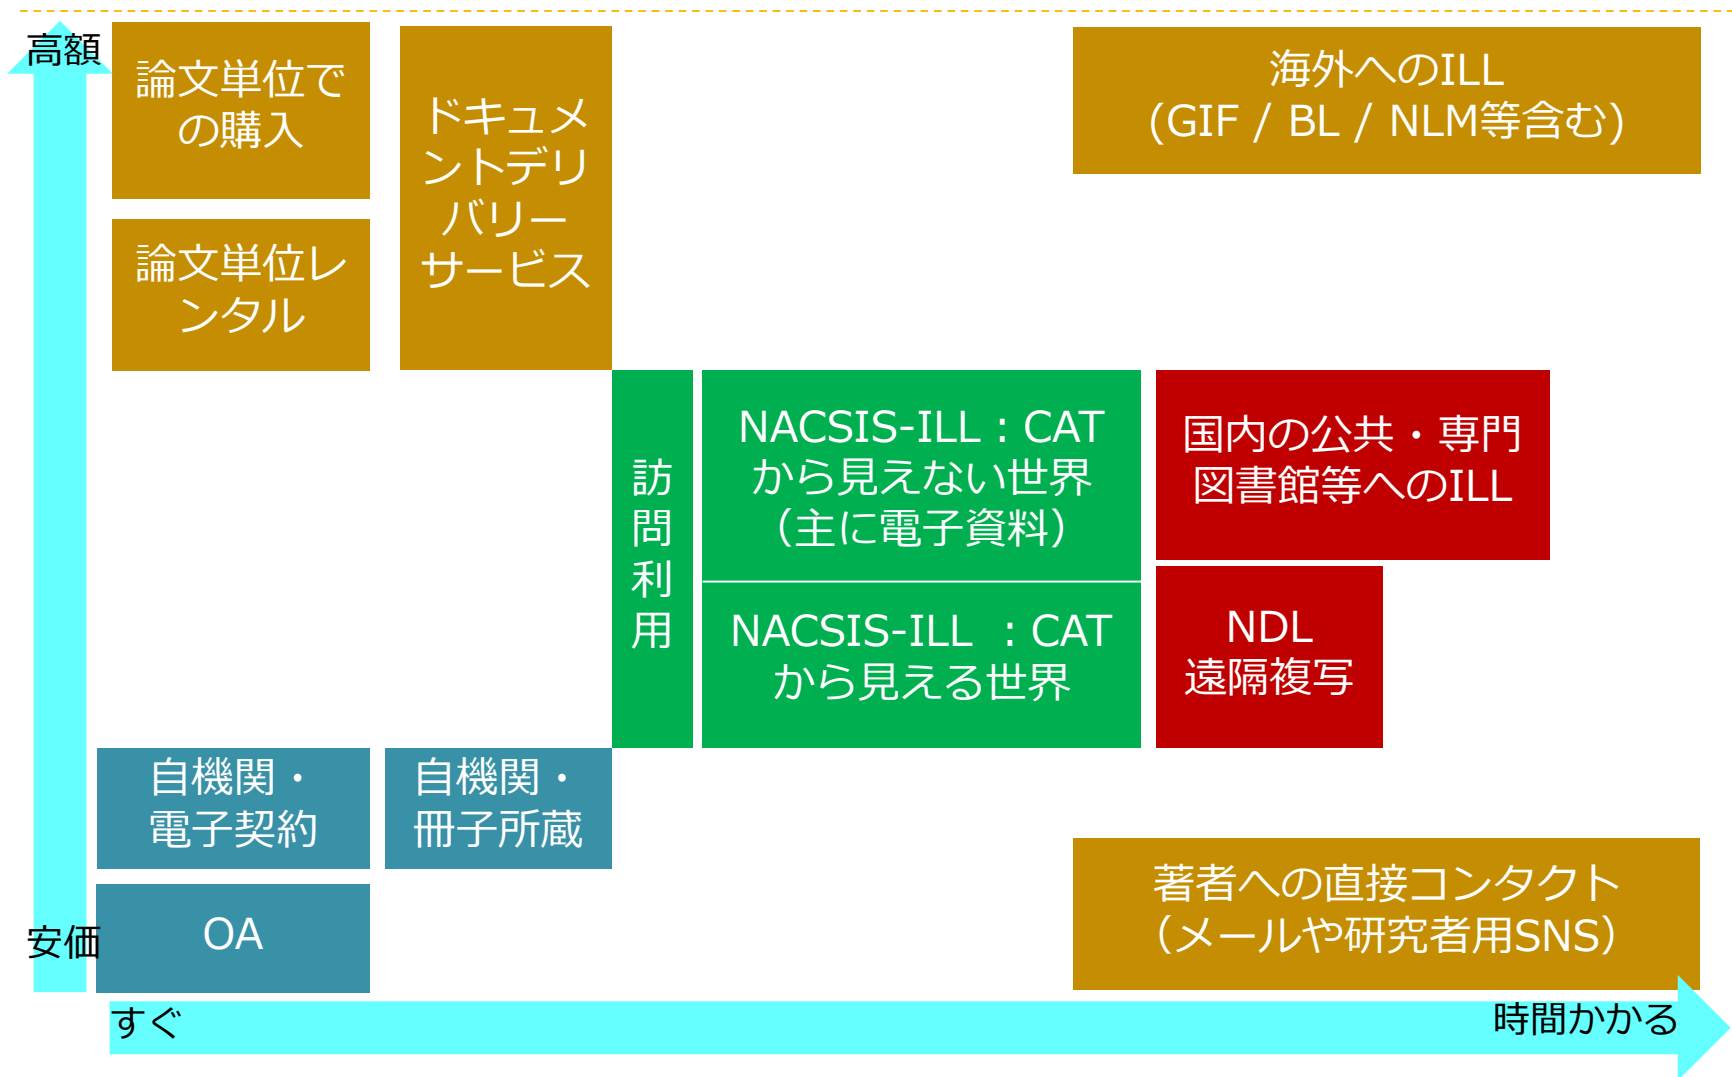 高額
論文単位で
の購入
ドキュメ
ントデリ
バリー
サービス
海外へのILL
(GIF / BL / NLM等含む)
論文単位レ
ンタル
訪
問
利
用
NACSIS-ILL：CAT
から見えない世界
（主に電子資料）
国内の公共・専門
図書館等へのILL
NACSIS-ILL ：CAT
から見える世界
NDL
遠隔複写
自機関・
電子契約
自機関・
冊子所蔵
著者への直接コンタクト
（メールや研究者用SNS）
安価
OA
すぐ
時間かかる